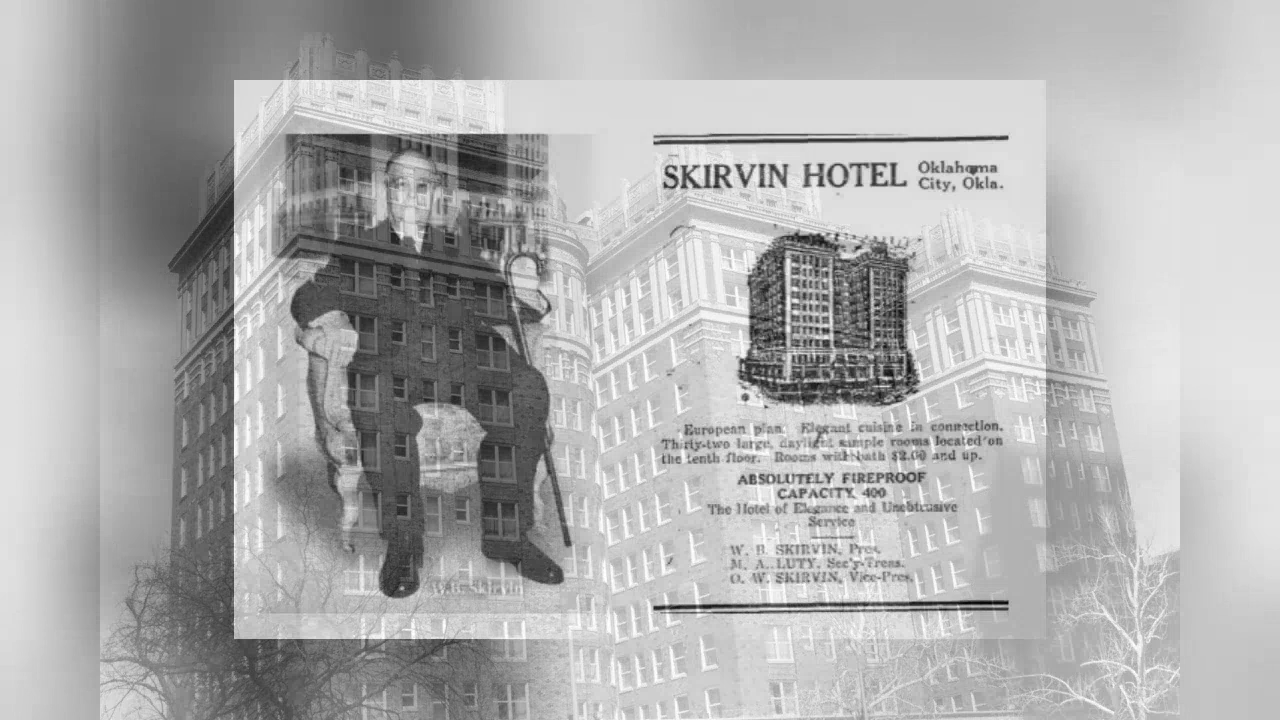 SKIRVIN HOTEL
Oklahoma
City, Okla.
European plan. Elegant cuisine in connection.
Thirty-two large, daylight sample rooms located on
the tenth floor. Rooms with bath $2.00 and up.
ABSOLUTELY FIREPROOF
CAPACITY 400
The Hotel of Elegance and Unobtrusive
Service
W. B. SKIRVIN, Pres.
M. A. LUTY, Sec'y-Treas.
O. W. SKIRVIN, Vice-Pres.
W.B. Skirvin